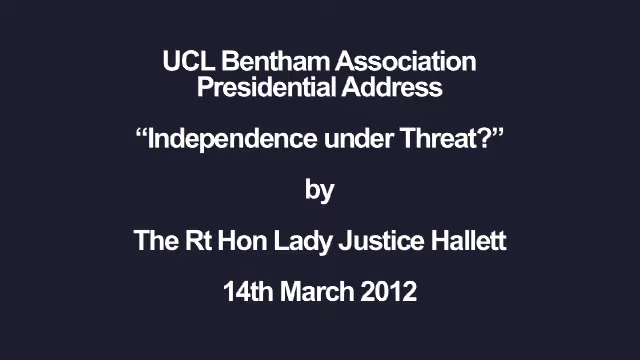 UCL Bentham Association
Presidential Address
“Independence under Threat?”
by
The Rt Hon Lady Justice Hallett
14th March 2012